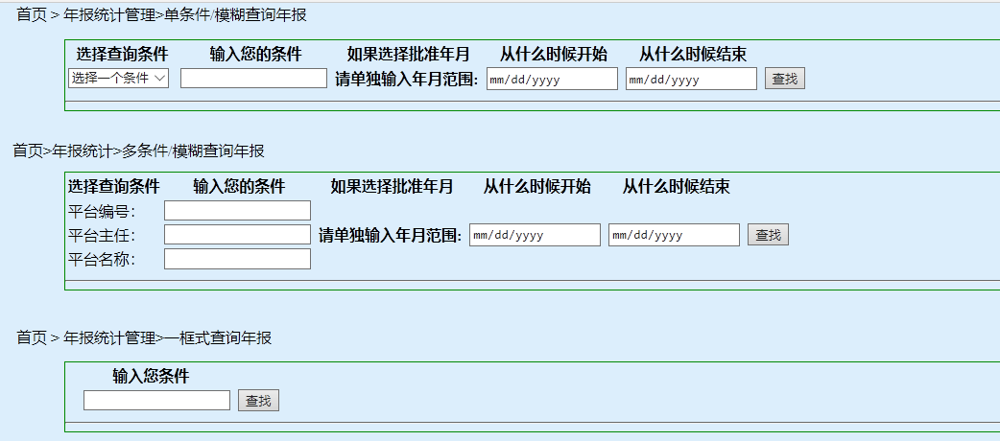 首页 > 年报统计管理>单条件/模糊查询年报
选择查询条件 输入您的条件 如果选择批准年月 从什么时候开始 从什么时候结束
选择一个条件 请单独输入年月范围: mm/dd/yyyy mm/dd/yyyy 查找
首页>年报统计>多条件/模糊查询年报
选择查询条件 输入您的条件 如果选择批准年月 从什么时候开始 从什么时候结束
平台编号:
平台主任: 请单独输入年月范围: mm/dd/yyyy mm/dd/yyyy 查找
平台名称:
首页 > 年报统计管理>一框式查询年报
输入您条件
查找